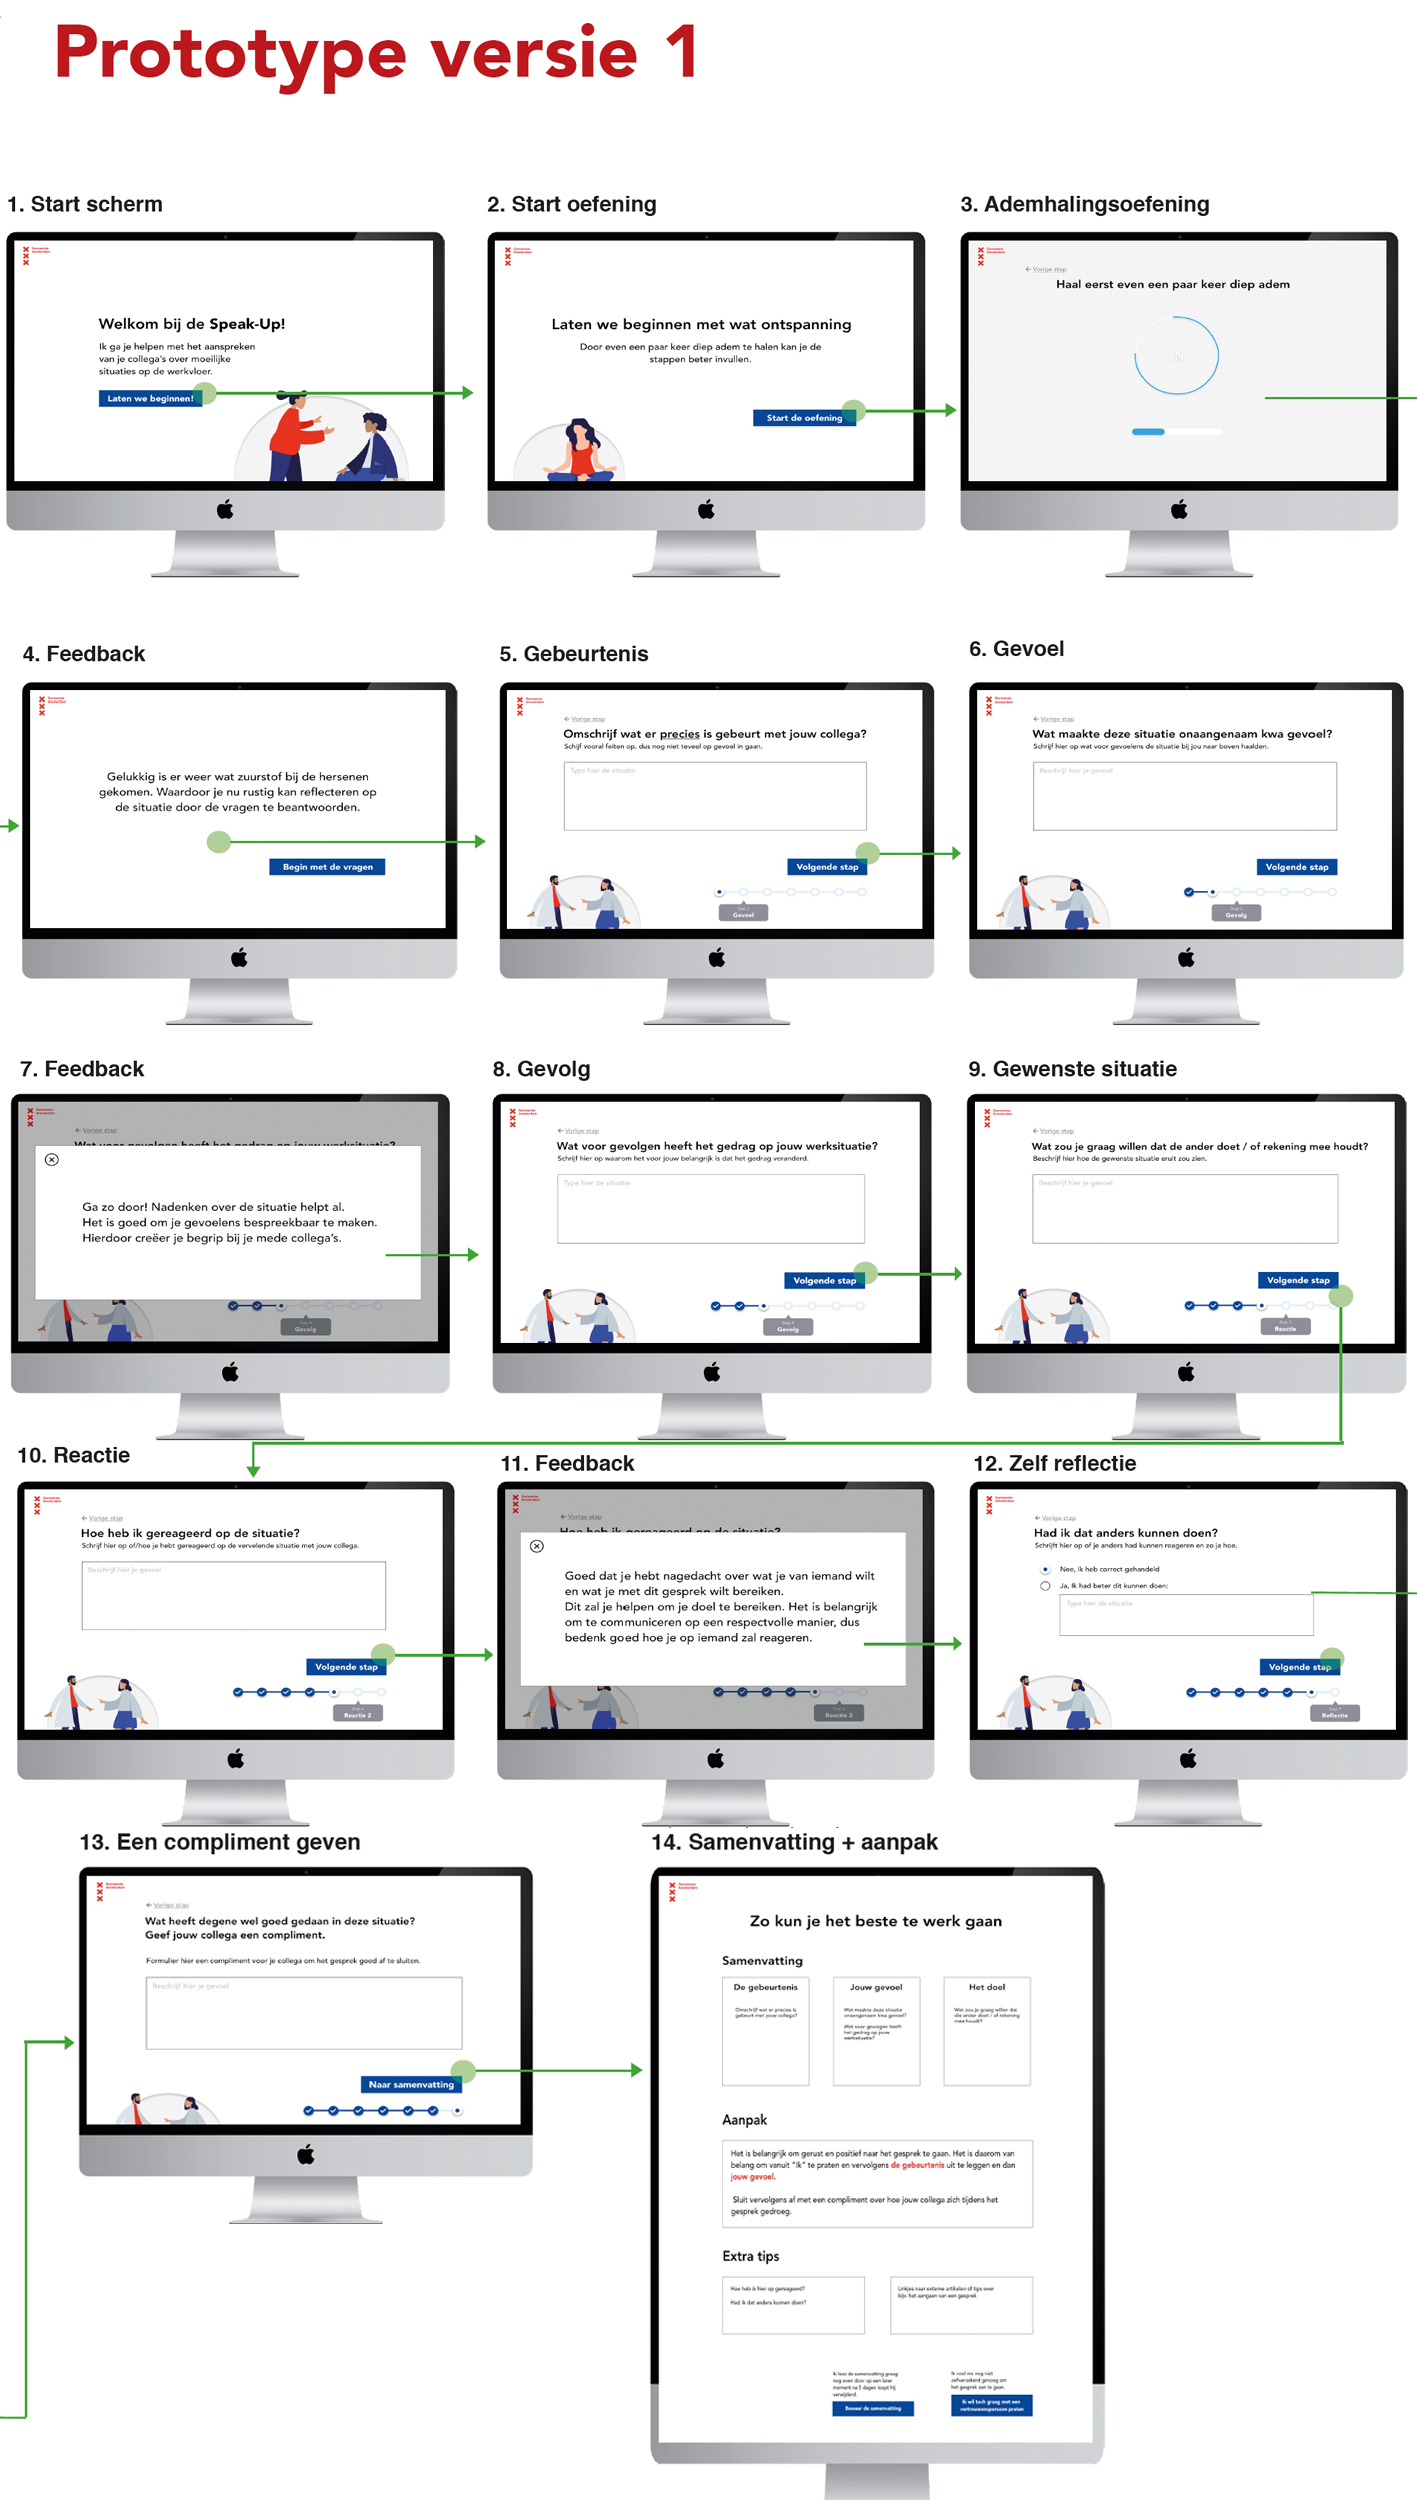 Prototype versie 1
1. Start scherm
Gemeente
Amsterdam
Welkom bij de Speak-Up!
Ik ga je helpen met het aanspreken
van je collega's over moeilijke
situaties op de werkvloer.
Laten we beginnen!
2. Start oefening
Gemeente
Amsterdam
Laten we beginnen met wat ontspanning
Door even een paar keer diep adem te halen kan je de
stappen beter invullen.
Start de oefening
3. Ademhalingsoefening
Gemeente
Amsterdam
← Vorige stap
Haal eerst even een paar keer diep adem
IN
4. Feedback
Gemeente
Amsterdam
Gelukkig is er weer wat zuurstof bij de hersenen
gekomen. Waardoor je nu rustig kan reflecteren op
de situatie door de vragen te beantwoorden.
Begin met de vragen
5. Gebeurtenis
Gemeente
Amsterdam
← Vorige stap
Omschrijf wat er precies is gebeurt met jouw collega?
Schijf vooral feiten op, dus nog niet teveel op gevoel in gaan.
Type hier de situatie
Volgende stap
Gevoel
6. Gevoel
Gemeente
Amsterdam
← Vorige stap
Wat maakte deze situatie onaangenaam kwa gevoel?
Schrijf hier op wat voor gevoelens de situatie bij jou naar boven haalden.
Beschrijf hier je gevoel
Volgende stap
Gevolg
7. Feedback
Gemeente
Amsterdam
← Vorige stap
Wat voor gevolgen heeft het gedrag op jouw werksituatie?
Ga zo door! Nadenken over de situatie helpt al.
Het is goed om je gevoelens bespreekbaar te maken.
Hierdoor creëer je begrip bij je mede collega's.
Gevolg
8. Gevolg
Gemeente
Amsterdam
← Vorige stap
Wat voor gevolgen heeft het gedrag op jouw werksituatie?
Schrijf hier op waarom het voor jouw belangrijk is dat het gedrag veranderd.
Type hier de situatie
Volgende stap
Gevolg
9. Gewenste situatie
Gemeente
Amsterdam
← Vorige stap
Wat zou je graag willen dat de ander doet / of rekening mee houdt?
Beschrijf hier hoe de gewenste situatie eruit zou zien.
Beschrijf hier je gevoel
Volgende stap
Reactie
10. Reactie
Gemeente
Amsterdam
← Vorige stap
Hoe heb ik gereageerd op de situatie?
Schrijf hier op of/hoe je hebt gereageerd op de vervelende situatie met jouw collega.
Beschrijf hier je gevoel
Volgende stap
Reactie 2
11. Feedback
Gemeente
Amsterdam
← Vorige stap
Hoe heb ik gereageerd op de situatie?
Goed dat je hebt nagedacht over wat je van iemand wilt
en wat je met dit gesprek wilt bereiken.
Dit zal je helpen om je doel te bereiken. Het is belangrijk
om te communiceren op een respectvolle manier, dus
bedenk goed hoe je op iemand zal reageren.
Reactie 2
12. Zelf reflectie
Gemeente
Amsterdam
← Vorige stap
Had ik dat anders kunnen doen?
Schrijft hier op of je anders had kunnen reageren en zo ja hoe.
Nee, ik heb correct gehandeld
Ja, Ik had beter dit kunnen doen:
Type hier de situatie
Volgende stap
Reflectie
13. Een compliment geven
Gemeente
Amsterdam
← Vorige stap
Wat heeft degene wel goed gedaan in deze situatie?
Geef jouw collega een compliment.
Formulier hier een compliment voor je collega om het gesprek goed af te sluiten.
Beschrijf hier je gevoel
Naar samenvatting
14. Samenvatting + aanpak
Gemeente
Amsterdam
Zo kun je het beste te werk gaan
Samenvatting
De gebeurtenis
Omschrijf wat er precies is
gebeurt met jouw collega?
Jouw gevoel
Wat maakte deze situatie
onaangenaam kwa gevoel?
Wat voor gevolgen heeft
het gedrag op jouw
werksituatie?
Het doel
Wat zou je graag willen dat
die ander doet / of rekening
mee houdt?
Aanpak
Het is belangrijk om gerust en positief naar het gesprek te gaan. Het is daarom van
belang om vanuit "Ik" te praten en vervolgens de gebeurtenis uit te leggen en dan
jouw gevoel.
Sluit vervolgens af met een compliment over hoe jouw collega zich tijdens het
gesprek gedroeg.
Extra tips
Hoe heb ik hier op gereageerd?
Had ik dat anders kunnen doen?
Linkjes naar externe artikelen of tips over
bijv. het aangaan van een gesprek
Ik lees de samenvatting graag
nog even door op een later
moment na 5 dagen loopt hij
verwijderd.
Bewaar de samenvatting
Ik voel me nog niet
zelfverzekerd genoeg om
het gesprek aan te gaan.
Ik wil toch graag met een
vertrouwenspersoon praten